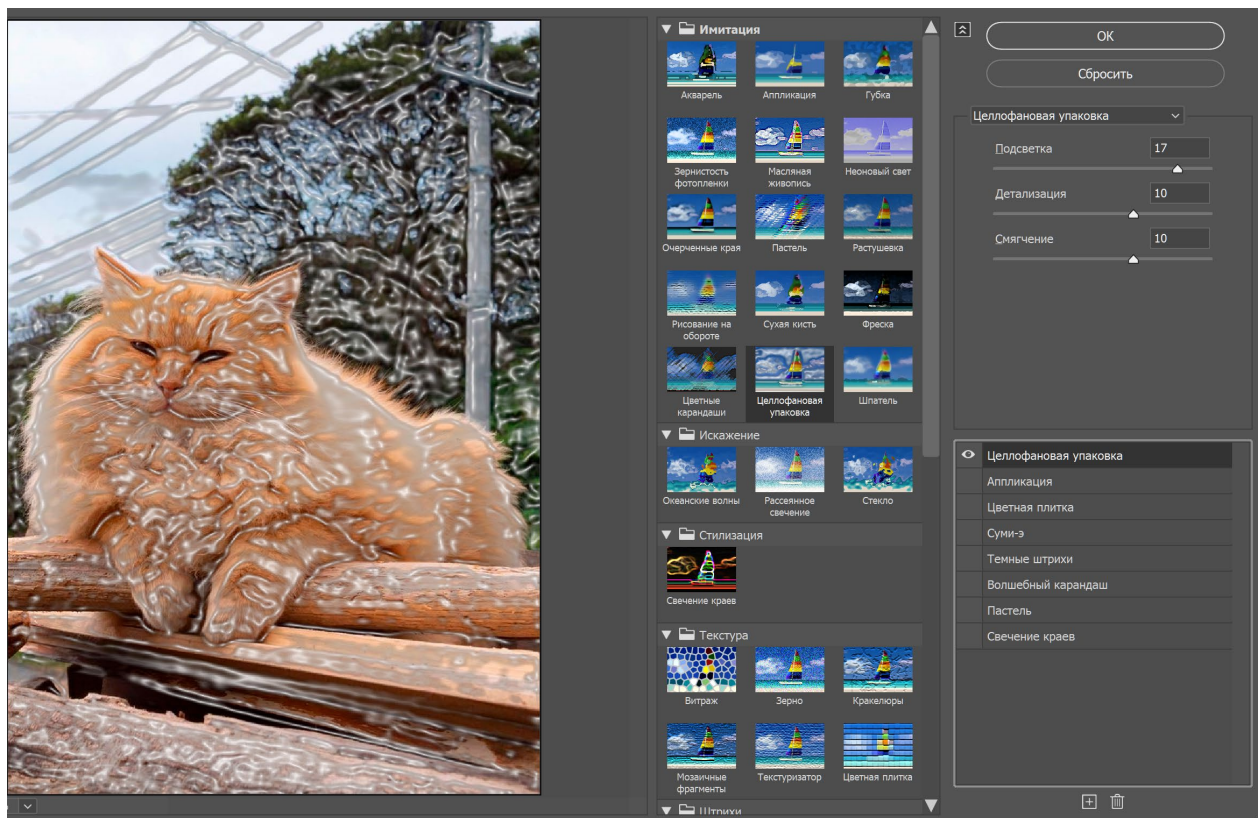 Имитация
Акварель
Аппликация
Губка
Зернистость
фотопленки
Масляная
живопись
Неоновый свет
Очерченные края
Пастель
Растушевка
Рисование на
обороте
Сухая кисть
Фреска
Цветные
карандаши
Целлофановая
упаковка
Шпатель
Искажение
Океанские волны
Рассеянное
свечение
Стекло
Стилизация
Свечение краев
Текстура
Витраж
Зерно
Кракелюры
Мозаичные
фрагменты
Текстуризатор
Цветная плитка
Штрихи
ОК
Сбросить
Целлофановая упаковка
Подсветка 17
Детализация 10
Смягчение 10
Целлофановая упаковка
Аппликация
Цветная плитка
Суми-э
Темные штрихи
Волшебный карандаш
Пастель
Свечение краев